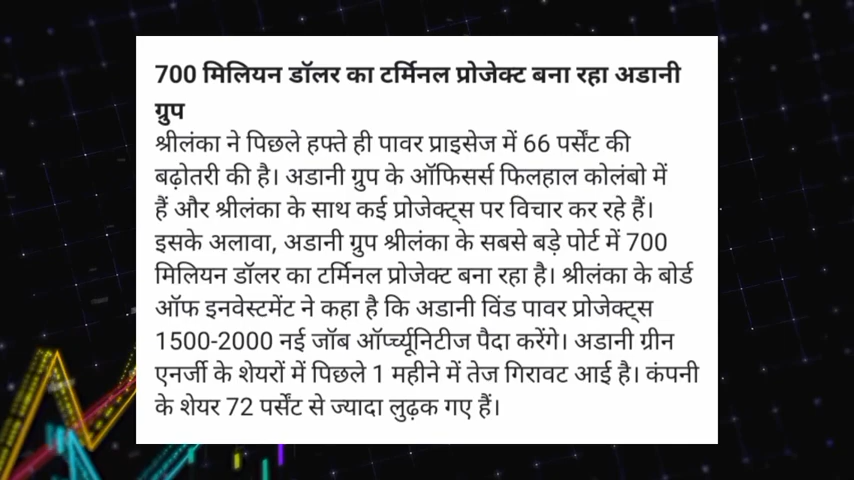 700 मिलियन डॉलर का टर्मिनल प्रोजेक्ट बना रहा अडानी
ग्रुप
श्रीलंका ने पिछले हफ्ते ही पावर प्राइसेज में 66 पर्सेंट की
बढ़ोतरी की है। अडानी ग्रुप के ऑफिसर्स फिलहाल कोलंबो में
हैं और श्रीलंका के साथ कई प्रोजेक्ट्स पर विचार कर रहे हैं।
इसके अलावा, अडानी ग्रुप श्रीलंका के सबसे बड़े पोर्ट में 700
मिलियन डॉलर का टर्मिनल प्रोजेक्ट बना रहा है। श्रीलंका के बोर्ड
ऑफ इनवेस्टमेंट ने कहा है कि अडानी विंड पावर प्रोजेक्ट्स
1500-2000 नई जॉब ऑर्प्च्यूनिटीज पैदा करेंगे। अडानी ग्रीन
एनर्जी के शेयरों में पिछले 1 महीने में तेज गिरावट आई है। कंपनी
के शेयर 72 पर्सेंट से ज्यादा लुढ़क गए हैं।